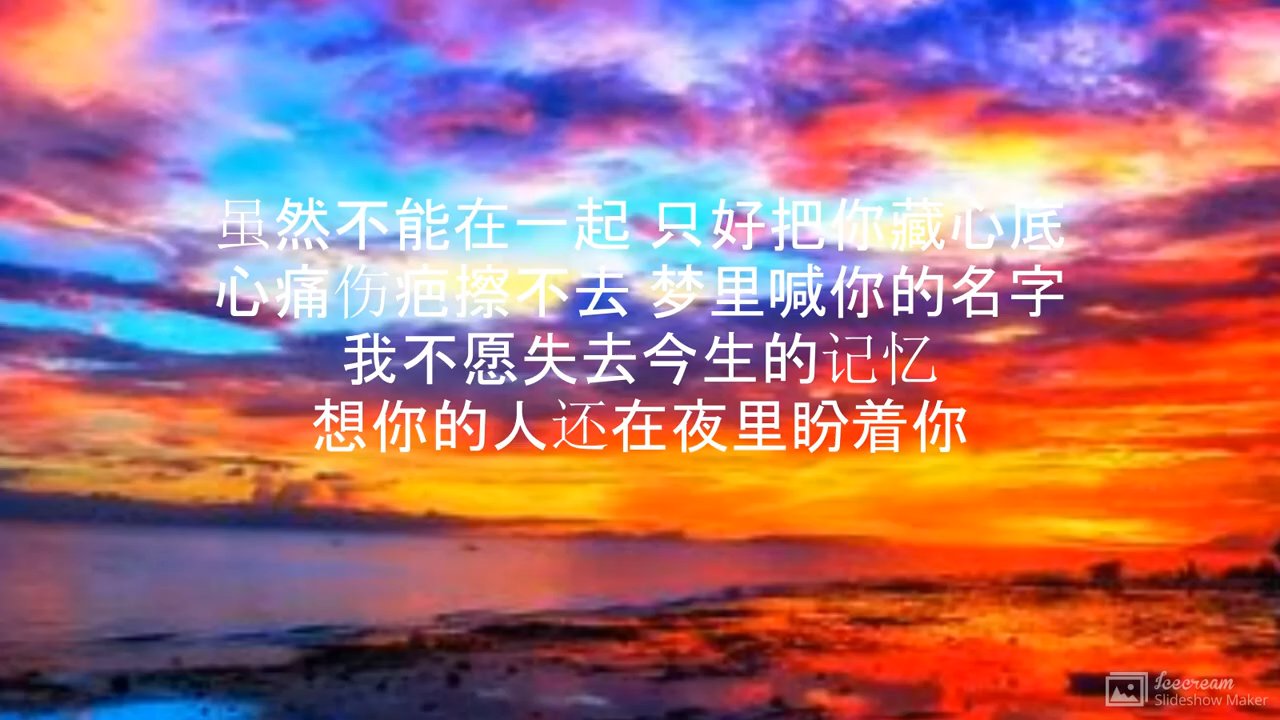 虽然不能在一起 只好把你藏心底
心痛伤疤擦不去 梦里喊你的名字
我不愿失去今生的记忆
想你的人还在夜里盼着你
Icecream
Slideshow Maker